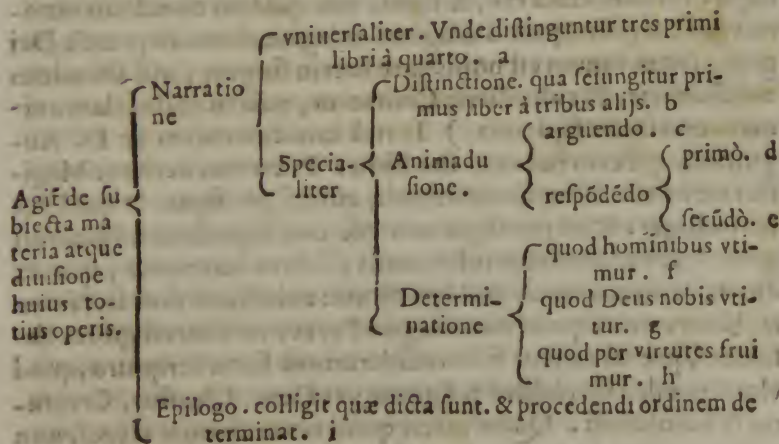 vniuerſaliter. Vnde diſtinguntur tres primi
libri à quarto. a
Narratio
ne
Diſtinctione. qua ſeiungitur pri-
mus liber à tribus alijs. b
Specia-
liter
Animadu
ſione.
arguendo. c
reſpõdẽdo
primò. d
ſecũdò. e
Agit de ſu
biecta ma
teria atque
diuiſione
huius to-
tius operis.
Determi-
natione
quod hominibus vti-
mur. f
quod Deus nobis vti-
tur. g
quod per virtutes frui
mur. h
Epilogo. colligit quæ dicta ſunt. & procedendi ordinem de
terminat. i